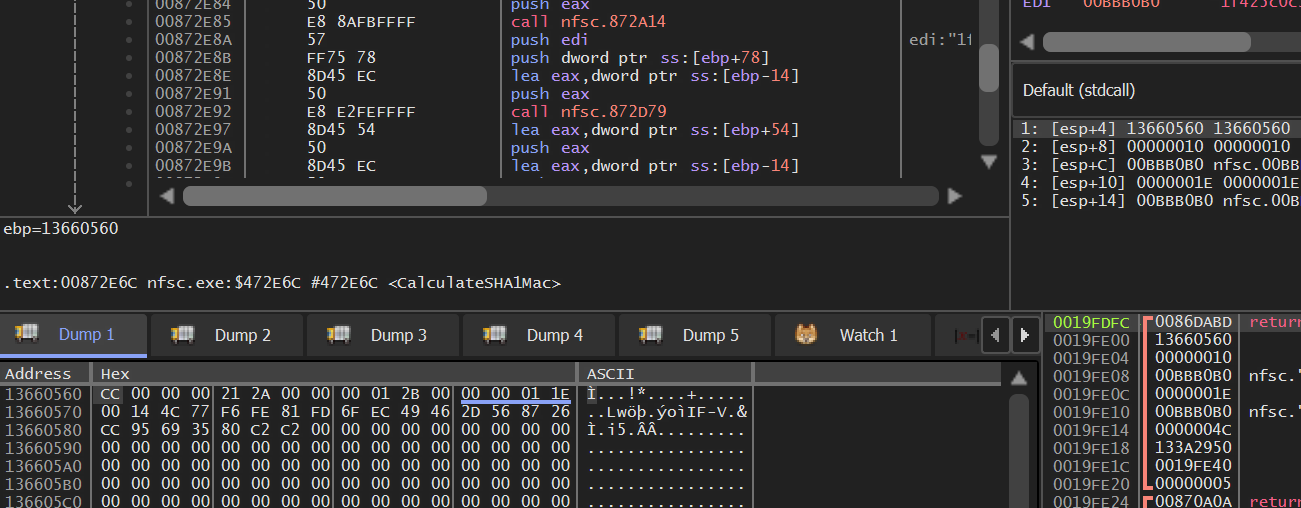 00872E84 50 push eax
EDI 00BBB0B0
00872E85 E8 8AFBFFFF call nfsc.872A14
00872E8A 57 push edi edi:"1f
00872E8B FF75 78 push dword ptr ss:[ebp+78]
00872E8E 8D45 EC lea eax,dword ptr ss:[ebp-14]
00872E91 50 push eax
00872E92 E8 E2FEFFFF call nfsc.872D79
00872E97 8D45 54 lea eax,dword ptr ss:[ebp+54]
00872E9A 50 push eax
00872E9B 8D45 EC lea eax,dword ptr ss:[ebp-14]
Default (stdcall)
1: [esp+4] 13660560 13660560
2: [esp+8] 00000010 00000010
3: [esp+C] 00BBB0B0 nfsc.00BB
4: [esp+10] 0000001E 0000001E
5: [esp+14] 00BBB0B0 nfsc.00B
ebp=13660560
.text:00872E6C nfsc.exe:$472E6C #472E6C <CalculateSHA1Mac>
Dump 1 Dump 2 Dump 3 Dump 4 Dump 5 Watch 1 [x=]
Address Hex ASCII
13660560 CC 00 00 00 21 2A 00 00 00 01 2B 00 00 00 01 1E Ì...!*....+.....
13660570 00 14 4C 77 F6 FE 81 FD 6F EC 49 46 2D 56 87 26 ..Lwöþ.ýoìIF-V.&
13660580 CC 95 69 35 80 C2 C2 00 00 00 00 00 00 00 00 00 Ì.i5.ÂÂ.........
13660590 00 00 00 00 00 00 00 00 00 00 00 00 00 00 00 00 ................
136605A0 00 00 00 00 00 00 00 00 00 00 00 00 00 00 00 00 ................
136605B0 00 00 00 00 00 00 00 00 00 00 00 00 00 00 00 00 ................
136605C0 00 00 00 00 00 00 00 00 00 00 00 00 00 00 00 00 ................
0019FDFC 0086DABD return
0019FE00 13660560
0019FE04 00000010
0019FE08 00BBB0B0 nfsc."
0019FE0C 0000001E
0019FE10 00BBB0B0 nfsc."
0019FE14 0000004C
0019FE18 133A2950
0019FE1C 0019FE40
0019FE20 00000005
0019FE24 00870A0A return